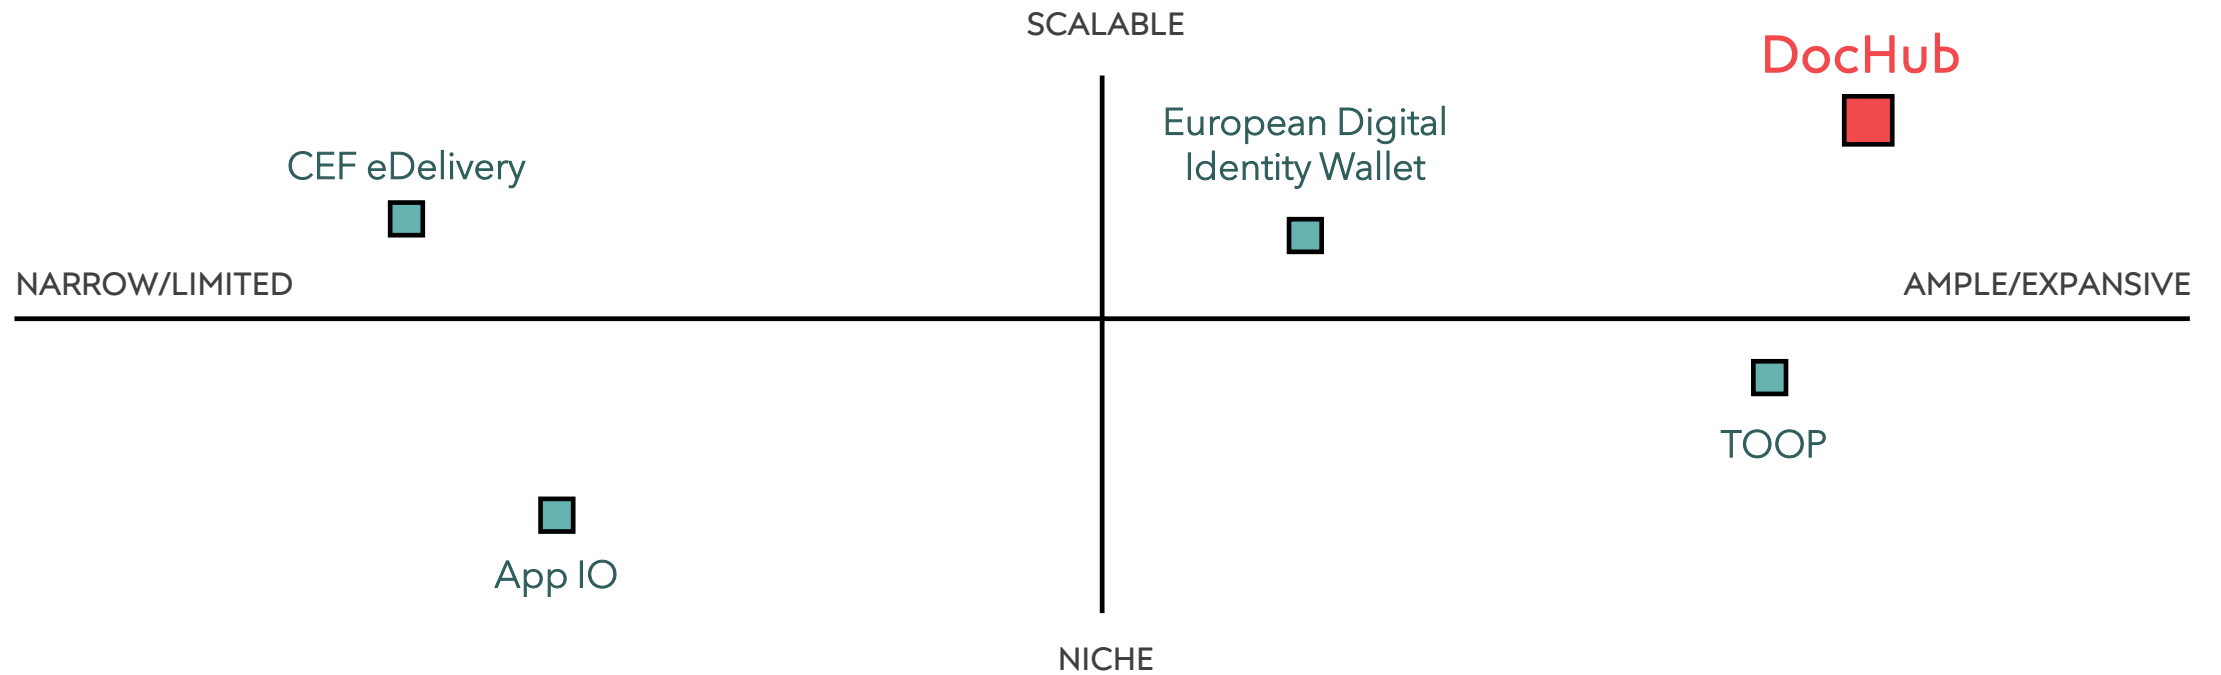 SCALABLE
DocHub
European Digital
Identity Wallet
CEF eDelivery
NARROW/LIMITED
AMPLE/EXPANSIVE
TOOP
App IO
NICHE